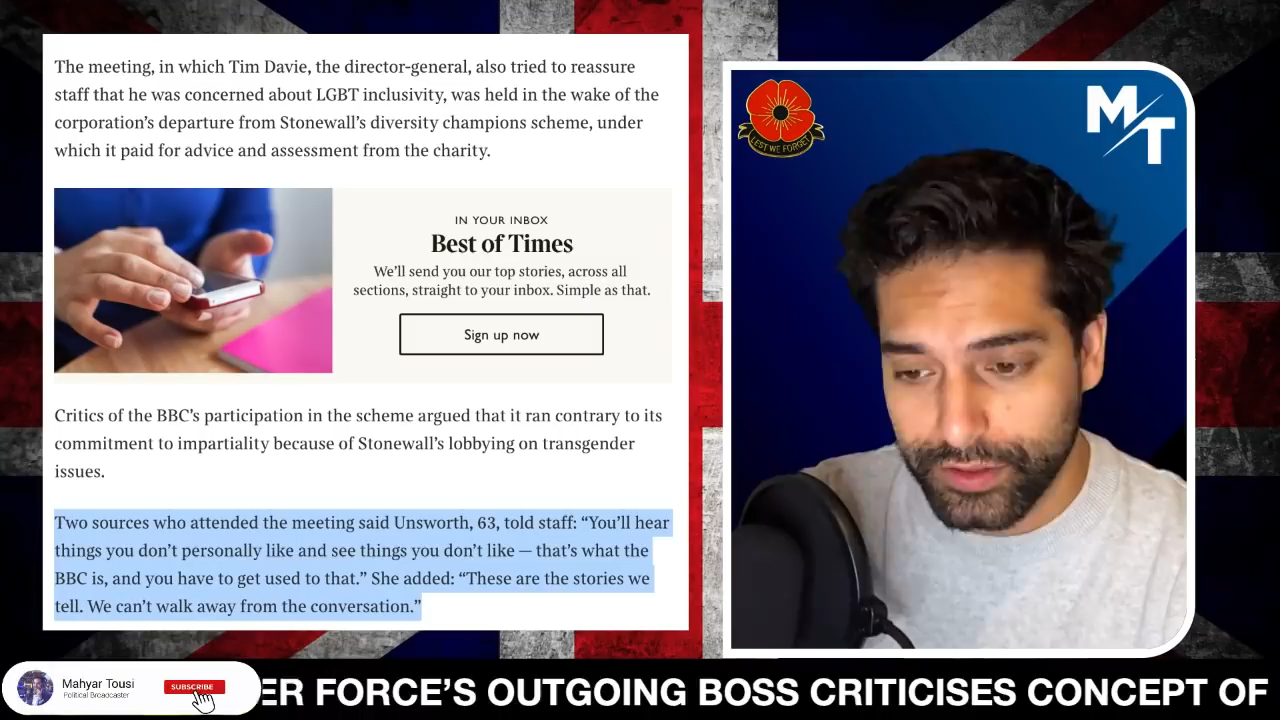 The meeting, in which Tim Davie, the director-general, also tried to reassure
staff that he was concerned about LGBT inclusivity, was held in the wake of the
corporation's departure from Stonewall's diversity champions scheme, under
which it paid for advice and assessment from the charity.
IN YOUR INBOX
Best of Times
We'll send you our top stories, across all
sections, straight to your inbox. Simple as that.
Sign up now
Critics of the BBC's participation in the scheme argued that it ran contrary to its
commitment to impartiality because of Stonewall's lobbying on transgender
issues.
Two sources who attended the meeting said Unsworth, 63, told staff: “You'll hear
things you don't personally like and see things you don't like — that's what the
BBC is, and you have to get used to that.” She added: “These are the stories we
tell. We can't walk away from the conversation.”
LEST WE FORGET
M/T
Mahyar Tousi
Political Broadcaster
SUBSCRIBE
ER FORCE'S OUTGOING BOSS CRITICISES CONCEPT OF